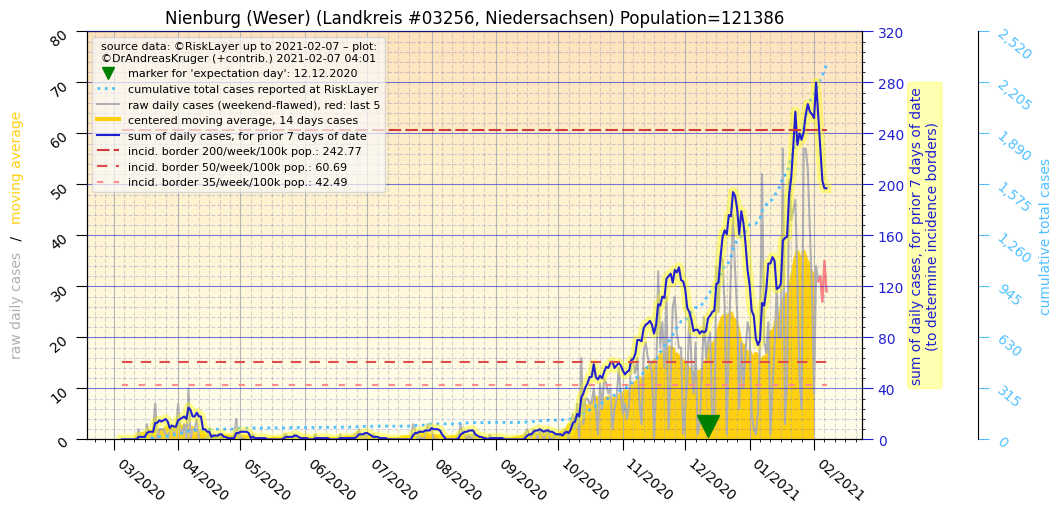 Nienburg (Weser) (Landkreis #03256, Niedersachsen) Population=121386
source data: ©RiskLayer up to 2021-02-07 – plot:
©DrAndreasKruger (+contrib.) 2021-02-07 04:01
marker for 'expectation day': 12.12.2020
cumulative total cases reported at RiskLayer
raw daily cases (weekend-flawed), red: last 5
centered moving average, 14 days cases
sum of daily cases, for prior 7 days of date
incid. border 200/week/100k pop.: 242.77
incid. border 50/week/100k pop.: 60.69
incid. border 35/week/100k pop.: 42.49
raw daily cases / moving average
80
70
60
50
40
30
20
10
0
03/2020
04/2020
05/2020
06/2020
07/2020
08/2020
09/2020
10/2020
11/2020
12/2020
01/2021
02/2021
320
280
240
200
160
120
80
40
0
sum of daily cases, for prior 7 days of date
(to determine incidence borders)
2,520
2,205
1,890
1,575
1,260
945
630
315
0
cumulative total cases